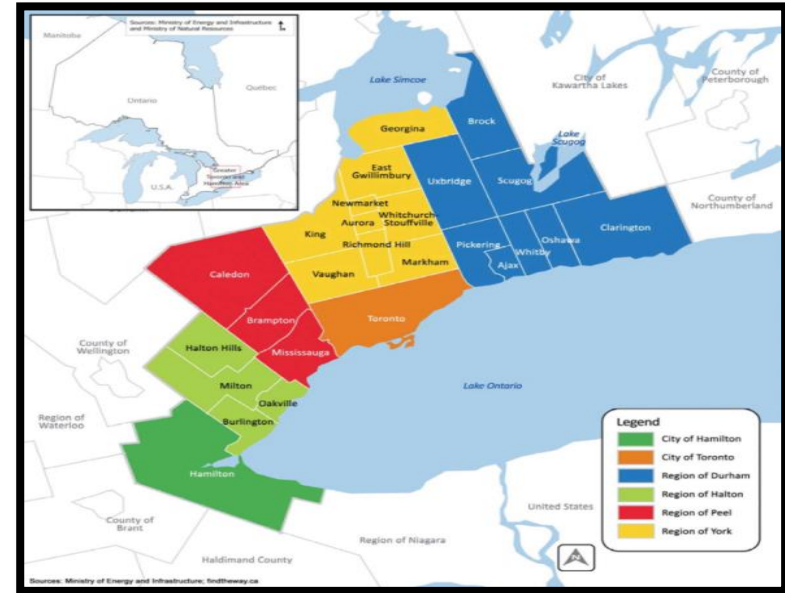 Sources: Ministry of Energy and Infrastructure
and Ministry of Natural Resources
Manitoba
Ontario
Québec
U.S.A.
Greater
Toronto and
Hamilton Area
Lake Simcoe
City of
Kawartha Lakes
County of
Peterborough
Georgina
Brock
Lake
Scugog
East
Gwillimbury
Uxbridge
Scugog
County of
Northumberland
Newmarket
Whitchurch-
Stouffville
Aurora
King
Richmond Hill
Pickering
Oshawa
Clarington
Whitby
Ajax
Markham
Vaughan
Caledon
Brampton
Toronto
County of
Wellington
Halton Hills
Mississauga
Milton
Lake Ontario
Oakville
Region of
Waterloo
Burlington
Legend
City of Hamilton
City of Toronto
Region of Durham
Region of Halton
Region of Peel
Region of York
Hamilton
United States
County of
Brant
Region of Niagara
Haldimand County
N
Sources: Ministry of Energy and Infrastructure; findtheway.ca